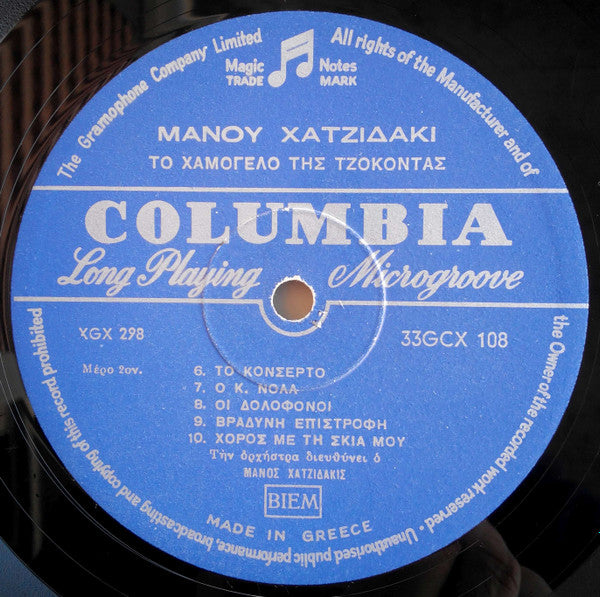 The Gramophone Company Limited
All rights of the Manufacturer and of
the Owner of the recorded work reserved · Unauthorised public performance, broadcasting and copying of this record prohibited
Magic Notes
TRADE MARK
ΜΑΝΟΥ ΧΑΤΖΙΔΑΚΙ
ΤΟ ΧΑΜΟΓΕΛΟ ΤΗΣ ΤΖΟΚΟΝΤΑΣ
COLUMBIA
Long Playing Microgroove
XGX 298
33GCX 108
Μέρο 2ον.
6. ΤΟ ΚΟΝΣΕΡΤΟ
7. Ο Κ. ΝΟΛΑ
8. ΟΙ ΔΟΛΟΦΟΝΟΙ
9. ΒΡΑΔΥΝΗ ΕΠΙΣΤΡΟΦΗ
10. ΧΟΡΟΣ ΜΕ ΤΗ ΣΚΙΑ ΜΟΥ
Τὴν ὀρχήστρα διευθύνει ὁ
ΜΑΝΟΣ ΧΑΤΖΙΔΑΚΙΣ
BIEM
MADE IN GREECE